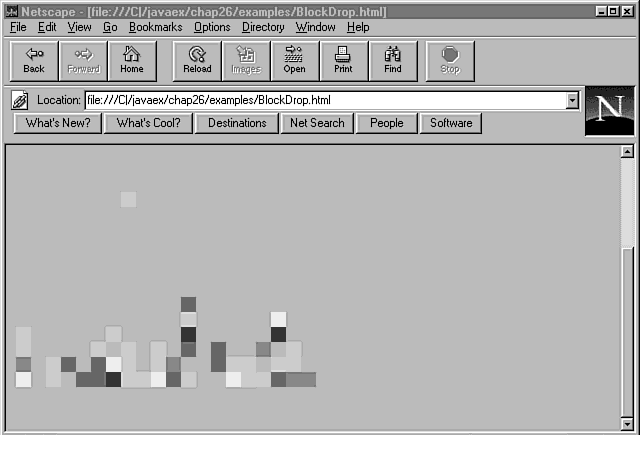 Netscape - [file:///C|/javaex/chap26/examples/BlockDrop.html]
File Edit View Go Bookmarks Options Directory Window Help
Back Forward Home Reload Images Open Print Find Stop
Location: file:///C|/javaex/chap26/examples/BlockDrop.html
N
What's New? What's Cool? Destinations Net Search People Software